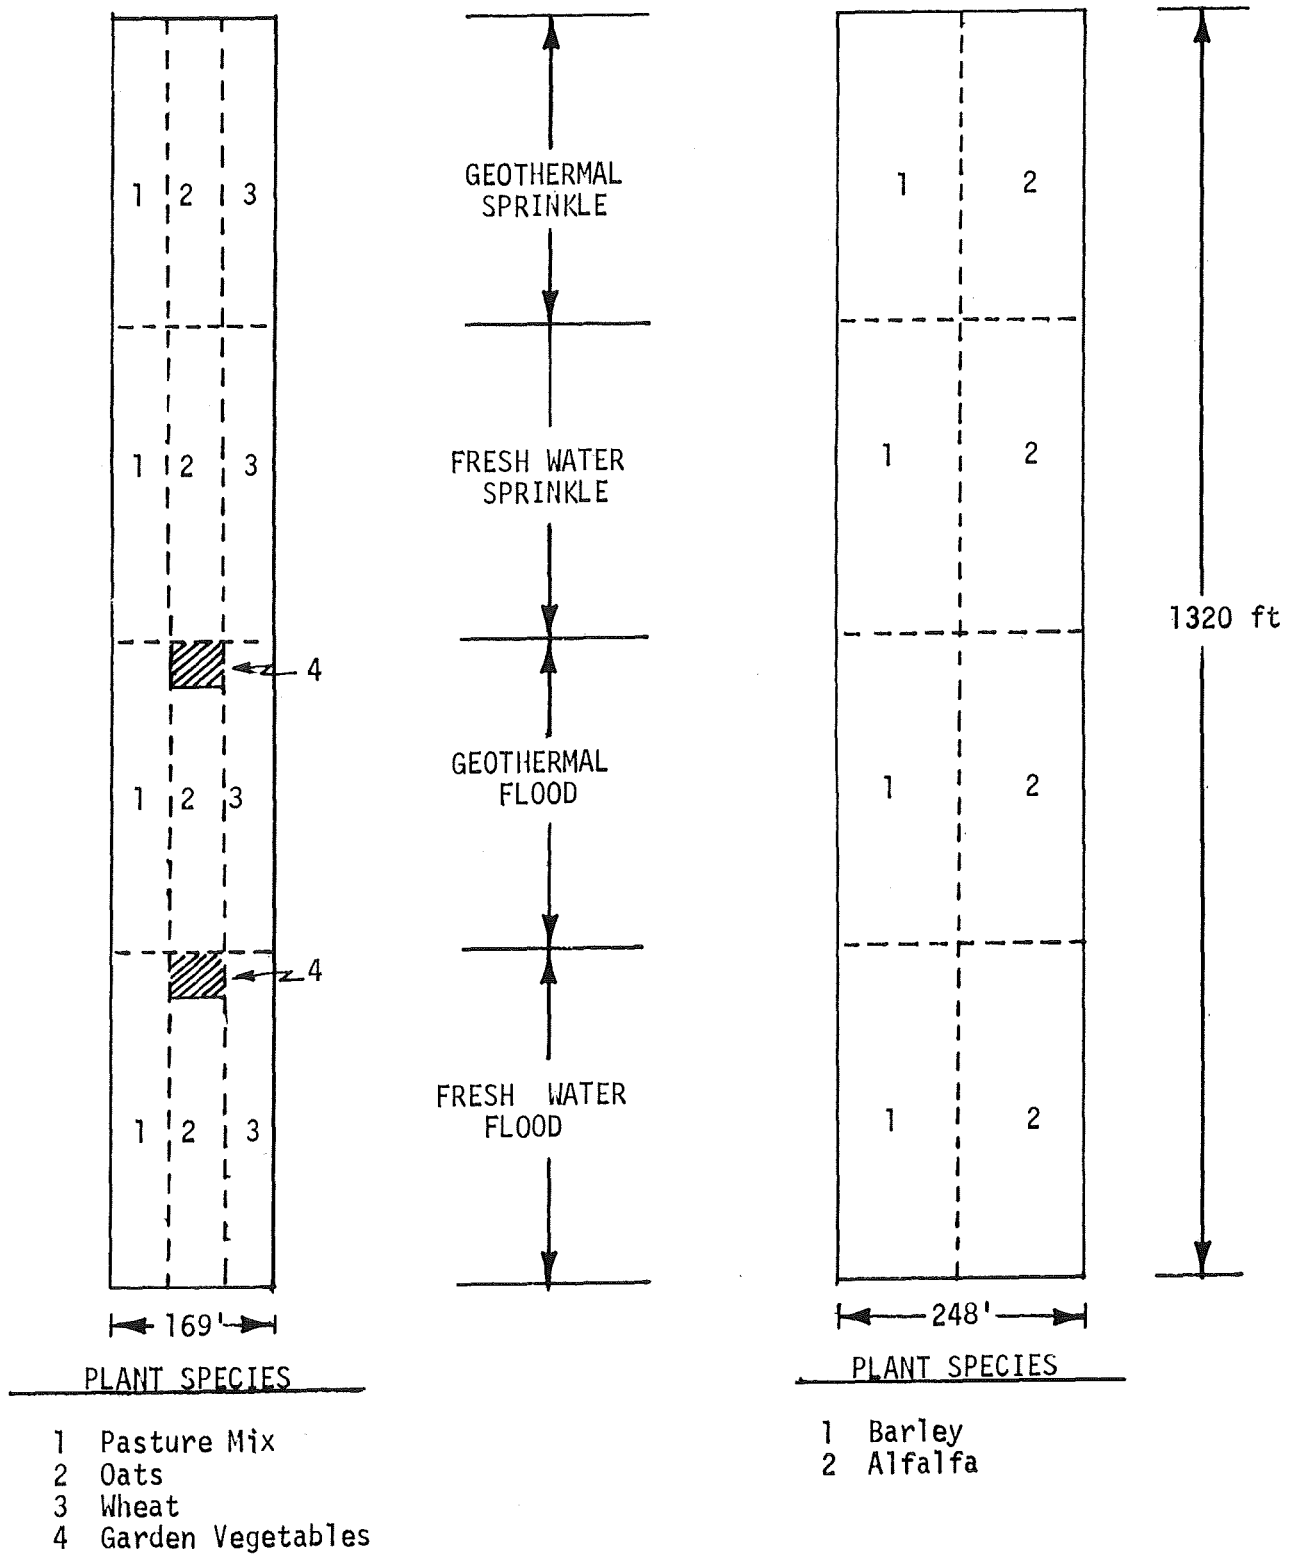 1 2 3
GEOTHERMAL
SPRINKLE
1 2
1 2 3
FRESH WATER
SPRINKLE
1 2
1320 ft
4
1 2 3
GEOTHERMAL
FLOOD
1 2
4
1 2 3
FRESH WATER
FLOOD
1 2
169'
248'
PLANT SPECIES
1 Pasture Mix
2 Oats
3 Wheat
4 Garden Vegetables
PLANT SPECIES
1 Barley
2 Alfalfa